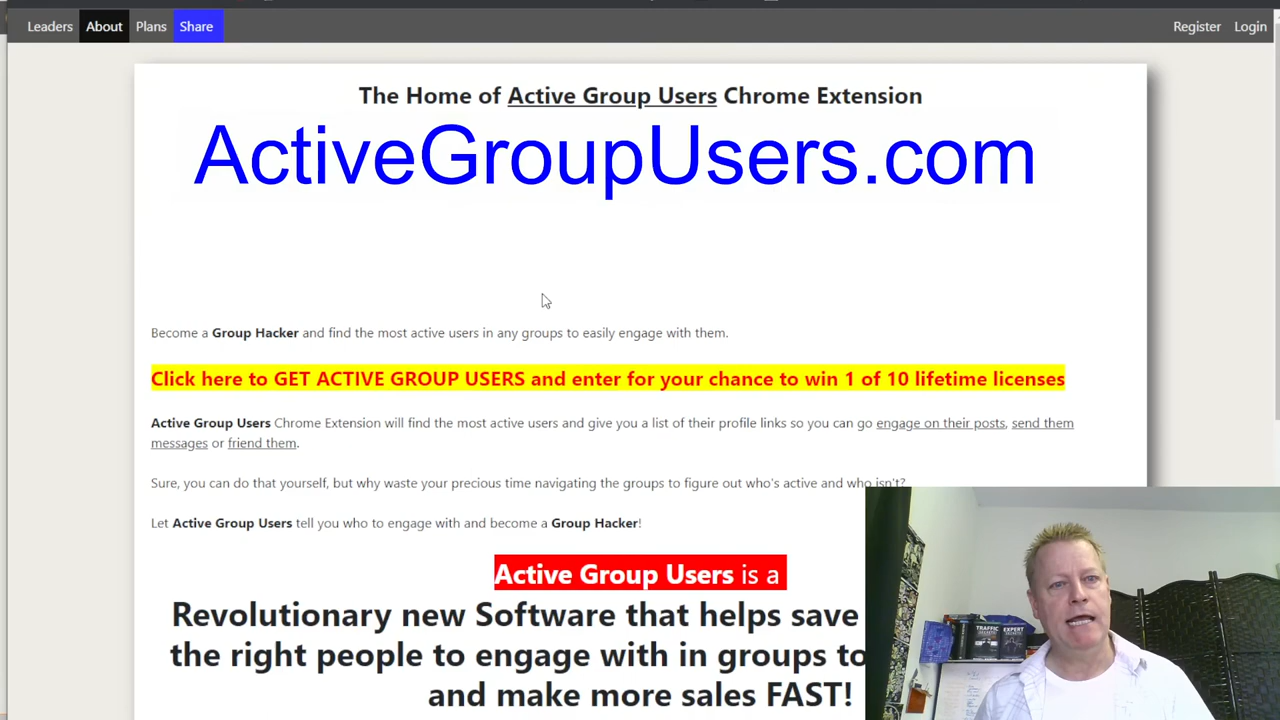 Leaders About Plans Share Register Login
The Home of Active Group Users Chrome Extension
ActiveGroupUsers.com
Become a Group Hacker and find the most active users in any groups to easily engage with them.
Click here to GET ACTIVE GROUP USERS and enter for your chance to win 1 of 10 lifetime licenses
Active Group Users Chrome Extension will find the most active users and give you a list of their profile links so you can go engage on their posts, send them
messages or friend them.
Sure, you can do that yourself, but why waste your precious time navigating the groups to figure out who's active and who isn't?
Let Active Group Users tell you who to engage with and become a Group Hacker!
Active Group Users is a
Revolutionary new Software that helps save
the right people to engage with in groups to
and make more sales FAST!
TRAFFIC
SECRETS
EXPERT
SECRETS